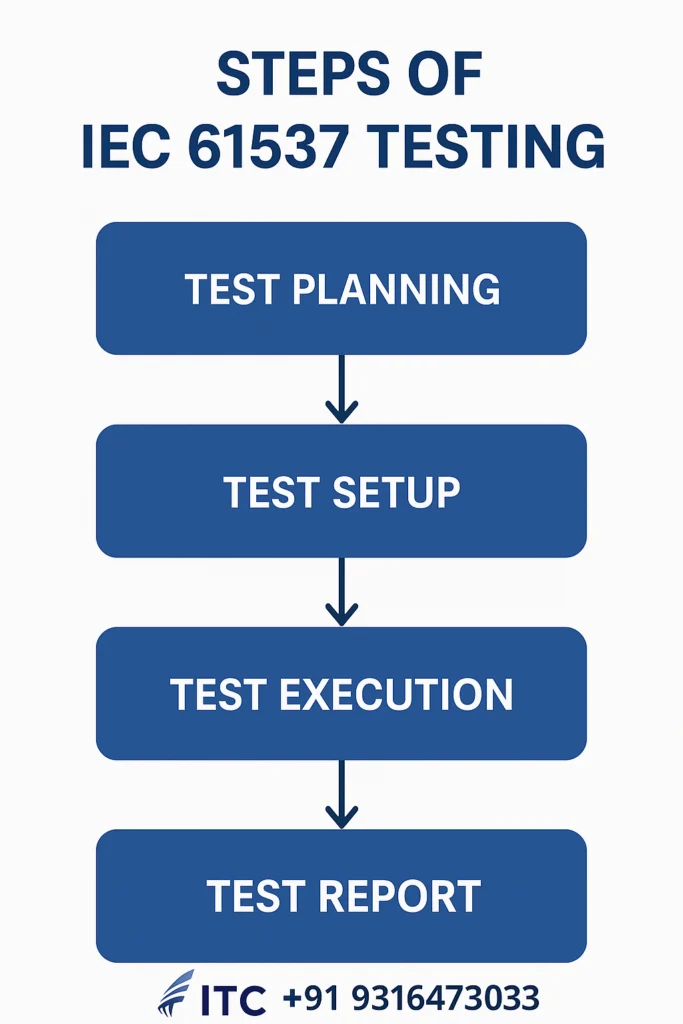 STEPS OF
IEC 61537 TESTING
TEST PLANNING
TEST SETUP
TEST EXECUTION
TEST REPORT
ITC +91 9316473033